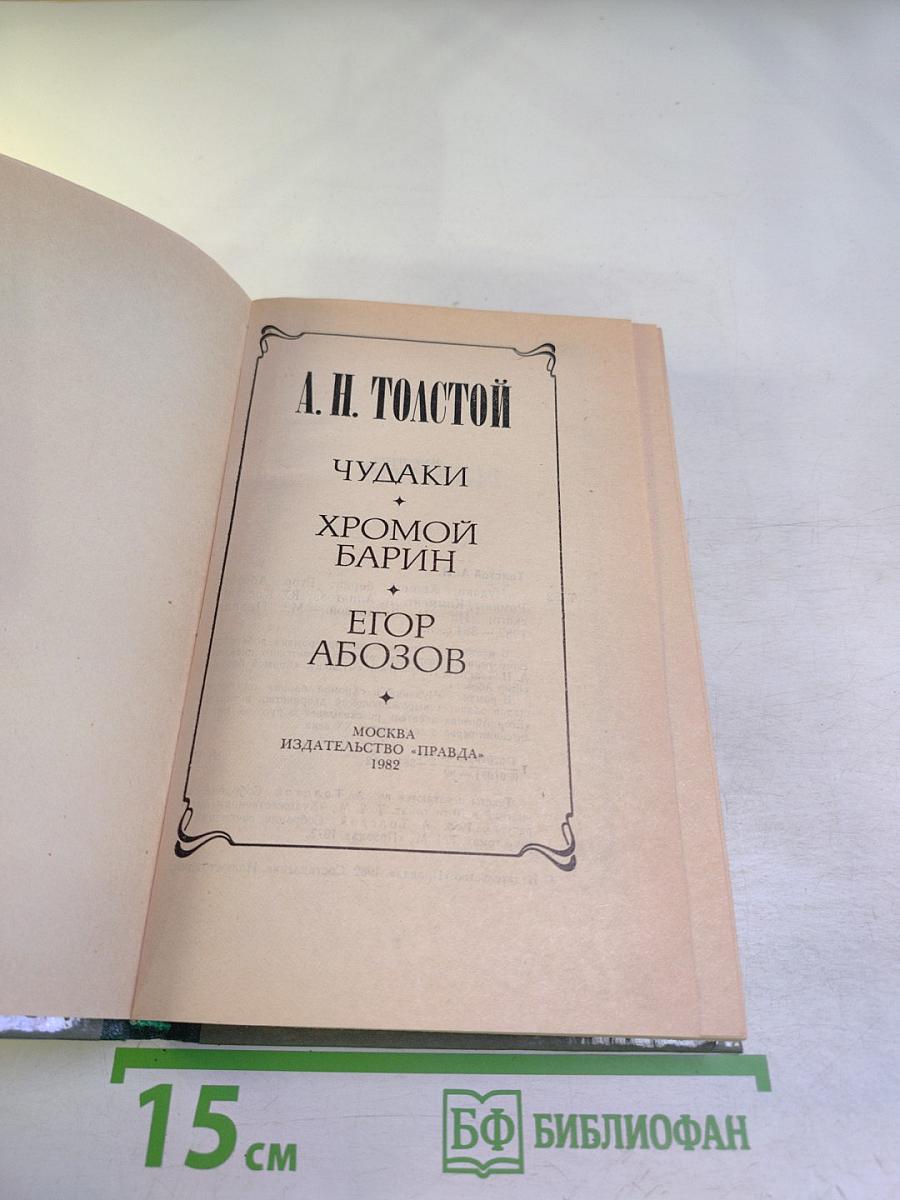 А. Н. ТОЛСТОЙ
ЧУДАКИ
ХРОМОЙ
БАРИН
ЕГОР
АБОЗОВ
МОСКВА
ИЗДАТЕЛЬСТВО «ПРАВДА»
1982
15 см
БФ БИБЛИОФАН